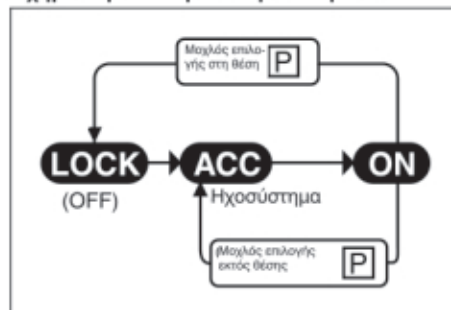 Μοχλός επιλο-
γής στη θέση
P
LOCK
ACC
ON
(OFF)
Ηχοσύστημα
Μοχλός επιλογής
εκτός θέσης
P